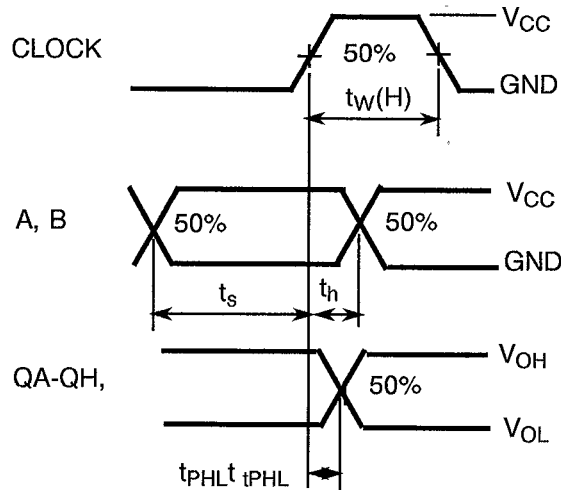 CLOCK
50%
VCC
GND
tW(H)
A, B
50%
50%
VCC
GND
ts
th
QA-QH,
50%
VOH
VOL
tPHLt tPHL